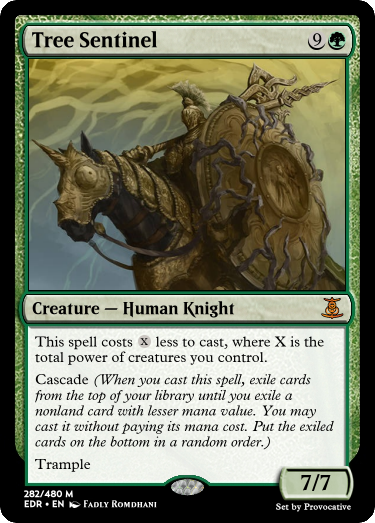 Tree Sentinel 9
Creature — Human Knight
This spell costs X less to cast, where X is the
total power of creatures you control.
Cascade (When you cast this spell, exile cards
from the top of your library until you exile a
nonland card with lesser mana value. You may
cast it without paying its mana cost. Put the exiled
cards on the bottom in a random order.)
Trample
7/7
282/480 M
EDR • EN Fadly Romdhani
Set by Provocative